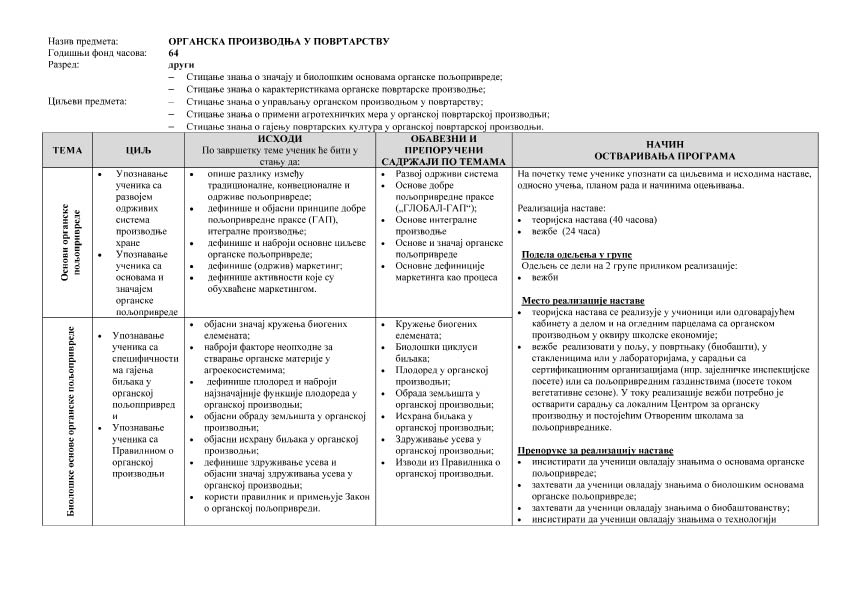 Назив предмета: ОРГАНСКА ПРОИЗВОДЊА У ПОВРТАРСТВУ
Годишњи фонд часова: 64
Разред: други
Циљеви предмета:
– Стицање знања о значају и биолошким основама органске пољопривреде;
– Стицање знања о карактеристикама органске повртарске производње;
– Стицање знања о управљању органском производњом у повртарству;
– Стицање знања о примени агротехничких мера у органској повртарској производњи;
– Стицање знања о гајењу повртарских култура у органској повртарској производњи.
ТЕМА
ЦИЉ
ИСХОДИ
По завршетку теме ученик ће бити у
стању да:
ОБАВЕЗНИ И
ПРЕПОРУЧЕНИ
САДРЖАЈИ ПО ТЕМАМА
НАЧИН
ОСТВАРИВАЊА ПРОГРАМА
Основи органске
пољопривреде
• Упознавање
ученика са
развојем
одрживих
система
производње
хране
• Упознавање
ученика са
основама и
значајем
органске
пољопривреде
• опише разлику између
традиционалне, конвеционалне и
одрживе пољопривреде;
• дефинише и објасни принципе добре
пољопривредне праксе (ГАП),
итегралне производње;
• дефинише и наброји основне циљеве
органске пољопривреде;
• дефинише (одржив) маркетинг;
• дефинише активности које су
обухваћене маркетингом.
• Развој одрживи система
• Основе добре
пољопривредне праксе
(„ГЛОБАЛ-ГАП“);
• Основе интегралне
производње
• Основе и значај органске
пољопривреде
• Основне дефиниције
маркетинга као процеса
На почетку теме ученике упознати са циљевима и исходима наставе,
односно учења, планом рада и начинима оцењивања.
Реализација наставе:
• теоријска настава (40 часова)
• вежбе (24 часа)
Подела одељења у групе
Одељењ се дели на 2 групе приликом реализације:
• вежби
Место реализације наставе
• теоријска настава се реализује у учионици или одговарајућем
кабинету а делом и на огледним парцелама са органском
производњом у оквиру школске економије;
• вежбе реализовати у пољу, у повртњаку (биобашти), у
стакленицима или у лабораторијама, у сарадњи са
сертификационим организацијама (нпр. заједничке инспекцијске
посете) или са пољопривредним газдинствима (посете током
вегетативне сезоне). У току реализације вежби потребно је
остварити сарадњу са локалним Центром за органску
производњу и постојећим Отвореним школама за
пољопривреднике.
Препоруке за реализацију наставе
• инсистирати да ученици овладају знањима о основама органске
пољопривреде;
• захтевати да ученици овладају знањима о биолошким основама
органске пољопривреде;
• захтевати да ученици овладају знањима о биобаштованству;
• инсистирати да ученици овладају знањима о технологији
Биолошке основе органске пољопривреде
• Упознавање
ученика са
специфичности
ма гајења
биљака у
органској
пољоппривред
и
• Упознавање
ученика са
Правилниом о
органској
производњи
• објасни значај кружења биогених
елемената;
• наброји факторе неопходне за
стварање органске материје у
агроекосистемима;
• дефинише плодоред и наброји
најзначајније функције плодореда у
органској производњи;
• објасни обраду земљишта у органској
производњи;
• објасни исхрану биљака у органској
производњи;
• дефинише здруживање усева и
објасни значај здруживања усева у
органској производњи;
• користи правилник и примењује Закон
о органској производњи.
• Кружење биогених
елемената;
• Биолошки циклуси
биљака;
• Плодоред у органској
производњи;
• Обрада земљишта у
органској производњи;
• Исхрана биљака у
органској производњи;
• Здруживање усева у
органској производњи;
• Изводи из Правилника о
органској производњи.